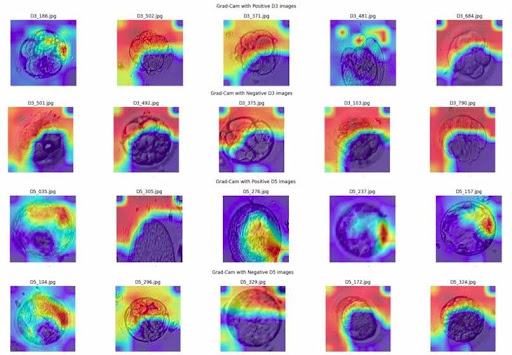 Grad-Cam with Positive D3 images
D3_186.jpg D3_502.jpg D3_371.jpg D3_481.jpg D3_684.jpg
Grad-Cam with Negative D3 images
D3_501.jpg D3_492.jpg D3_375.jpg D3_103.jpg D3_790.jpg
Grad-Cam with Positive D5 images
D5_035.jpg D5_305.jpg D5_276.jpg D5_237.jpg D5_157.jpg
Grad-Cam with Negative D5 images
D5_104.jpg D5_296.jpg D5_329.jpg D5_172.jpg D5_324.jpg